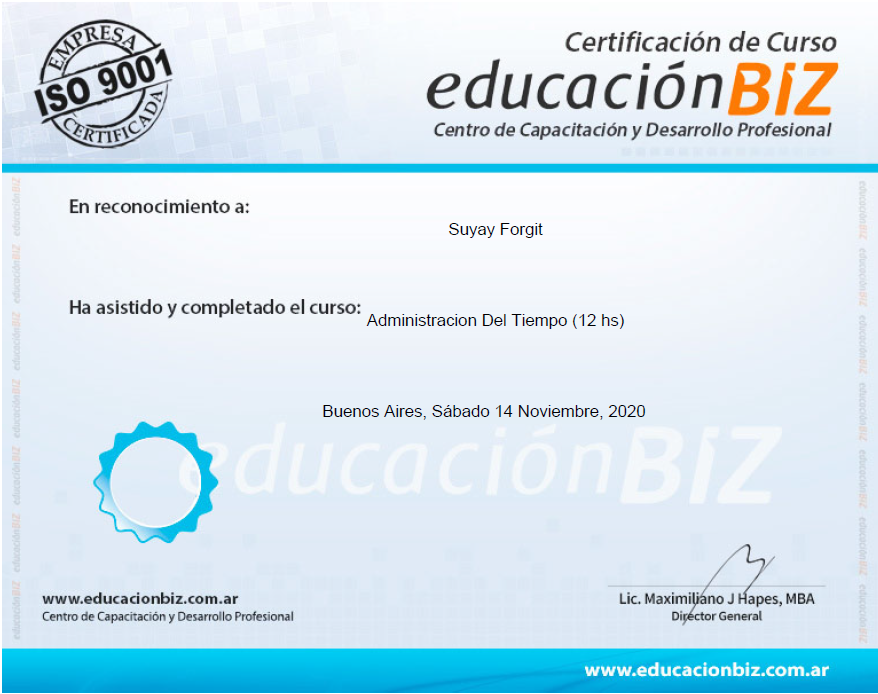 EMPRESA
ISO 9001
CERTIFICADA
Certificación de Curso
educaciónBIZ
Centro de Capacitación y Desarrollo Profesional
En reconocimiento a:
Suyay Forgit
Ha asistido y completado el curso:
Administracion Del Tiempo (12 hs)
Buenos Aires, Sábado 14 Noviembre, 2020
educaciónBIZ
www.educacionbiz.com.ar
Centro de Capacitación y Desarrollo Profesional
Lic. Maximiliano J Hapes, MBA
Director General
www.educacionbiz.com.ar